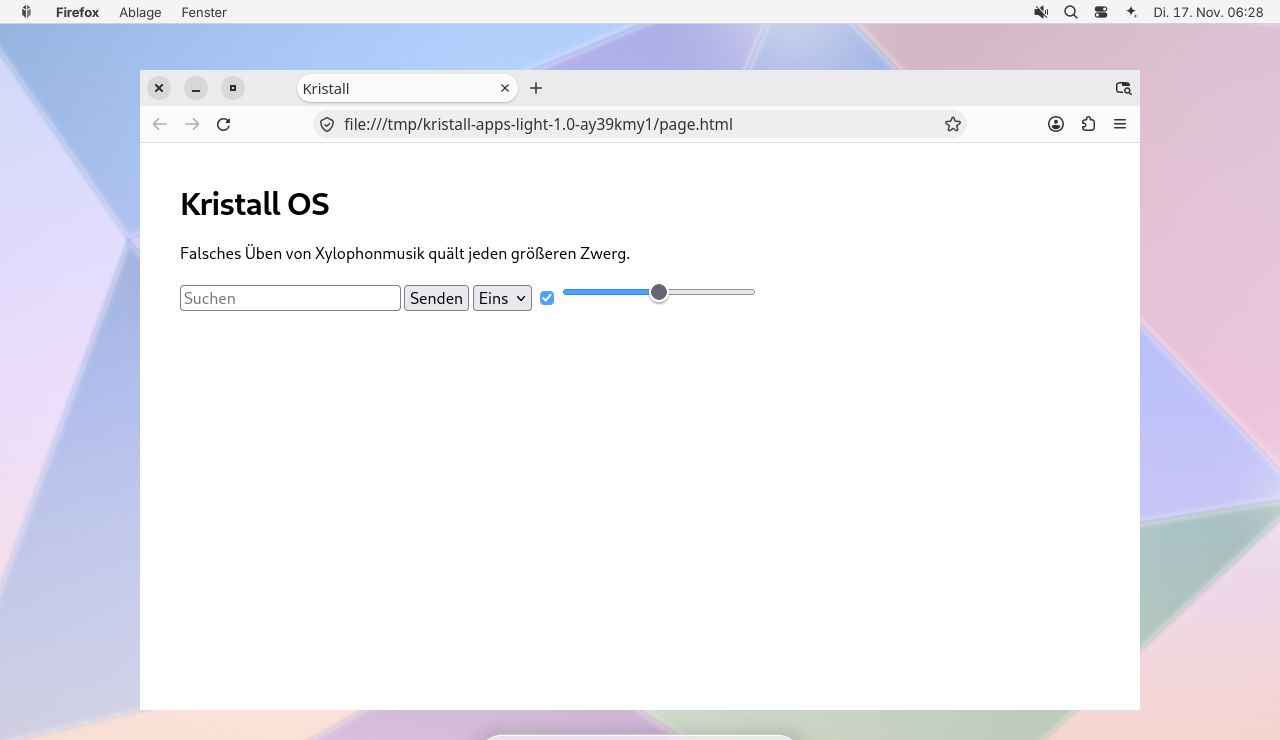 Firefox Ablage Fenster Di. 17. Nov. 06:28
Kristall
file:///tmp/kristall-apps-light-1.0-ay39kmy1/page.html
Kristall OS
Falsches Üben von Xylophonmusik quält jeden größeren Zwerg.
Suchen Senden Eins